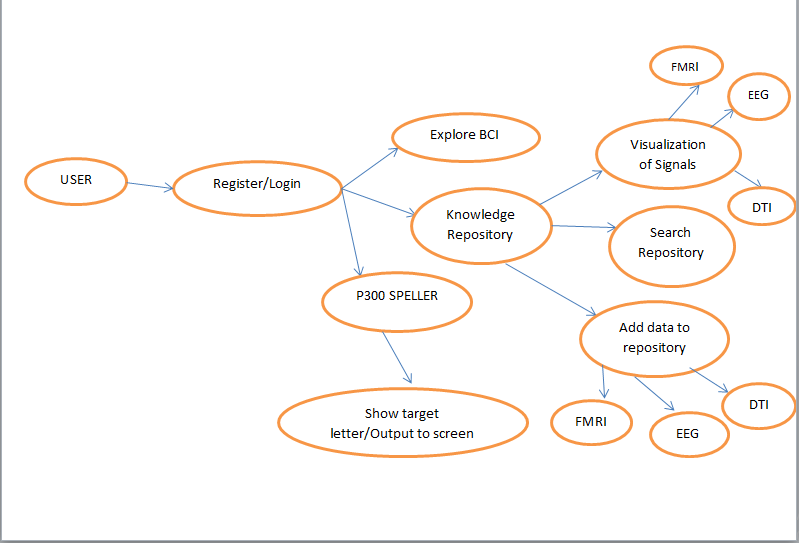 FMRI
EEG
Explore BCI
Visualization
of Signals
USER
Register/Login
DTI
Knowledge
Repository
Search
Repository
P300 SPELLER
Add data to
repository
Show target
letter/Output to screen
FMRI
EEG
DTI